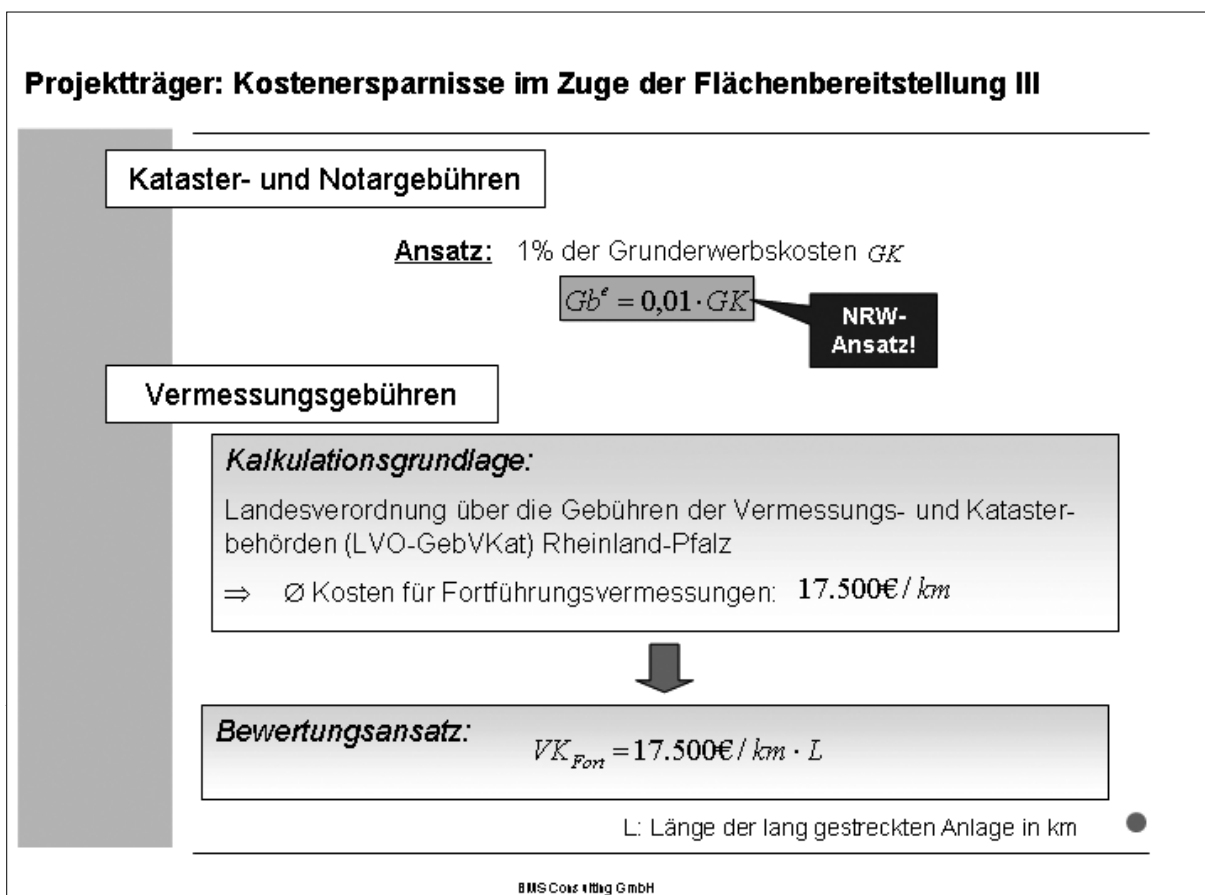 Projektträger: Kostenersparnisse im Zuge der Flächenbereitstellung III
Kataster- und Notargebühren
Ansatz: 1% der Grunderwerbskosten GK
Gb^e = 0,01 · GK
NRW-
Ansatz!
Vermessungsgebühren
Kalkulationsgrundlage:
Landesverordnung über die Gebühren der Vermessungs- und Kataster-
behörden (LVO-GebVKat) Rheinland-Pfalz
⇒ Ø Kosten für Fortführungsvermessungen: 17.500€ / km
Bewertungsansatz:
VK_Fort = 17.500€ / km · L
L: Länge der lang gestreckten Anlage in km
BMS Consulting GmbH